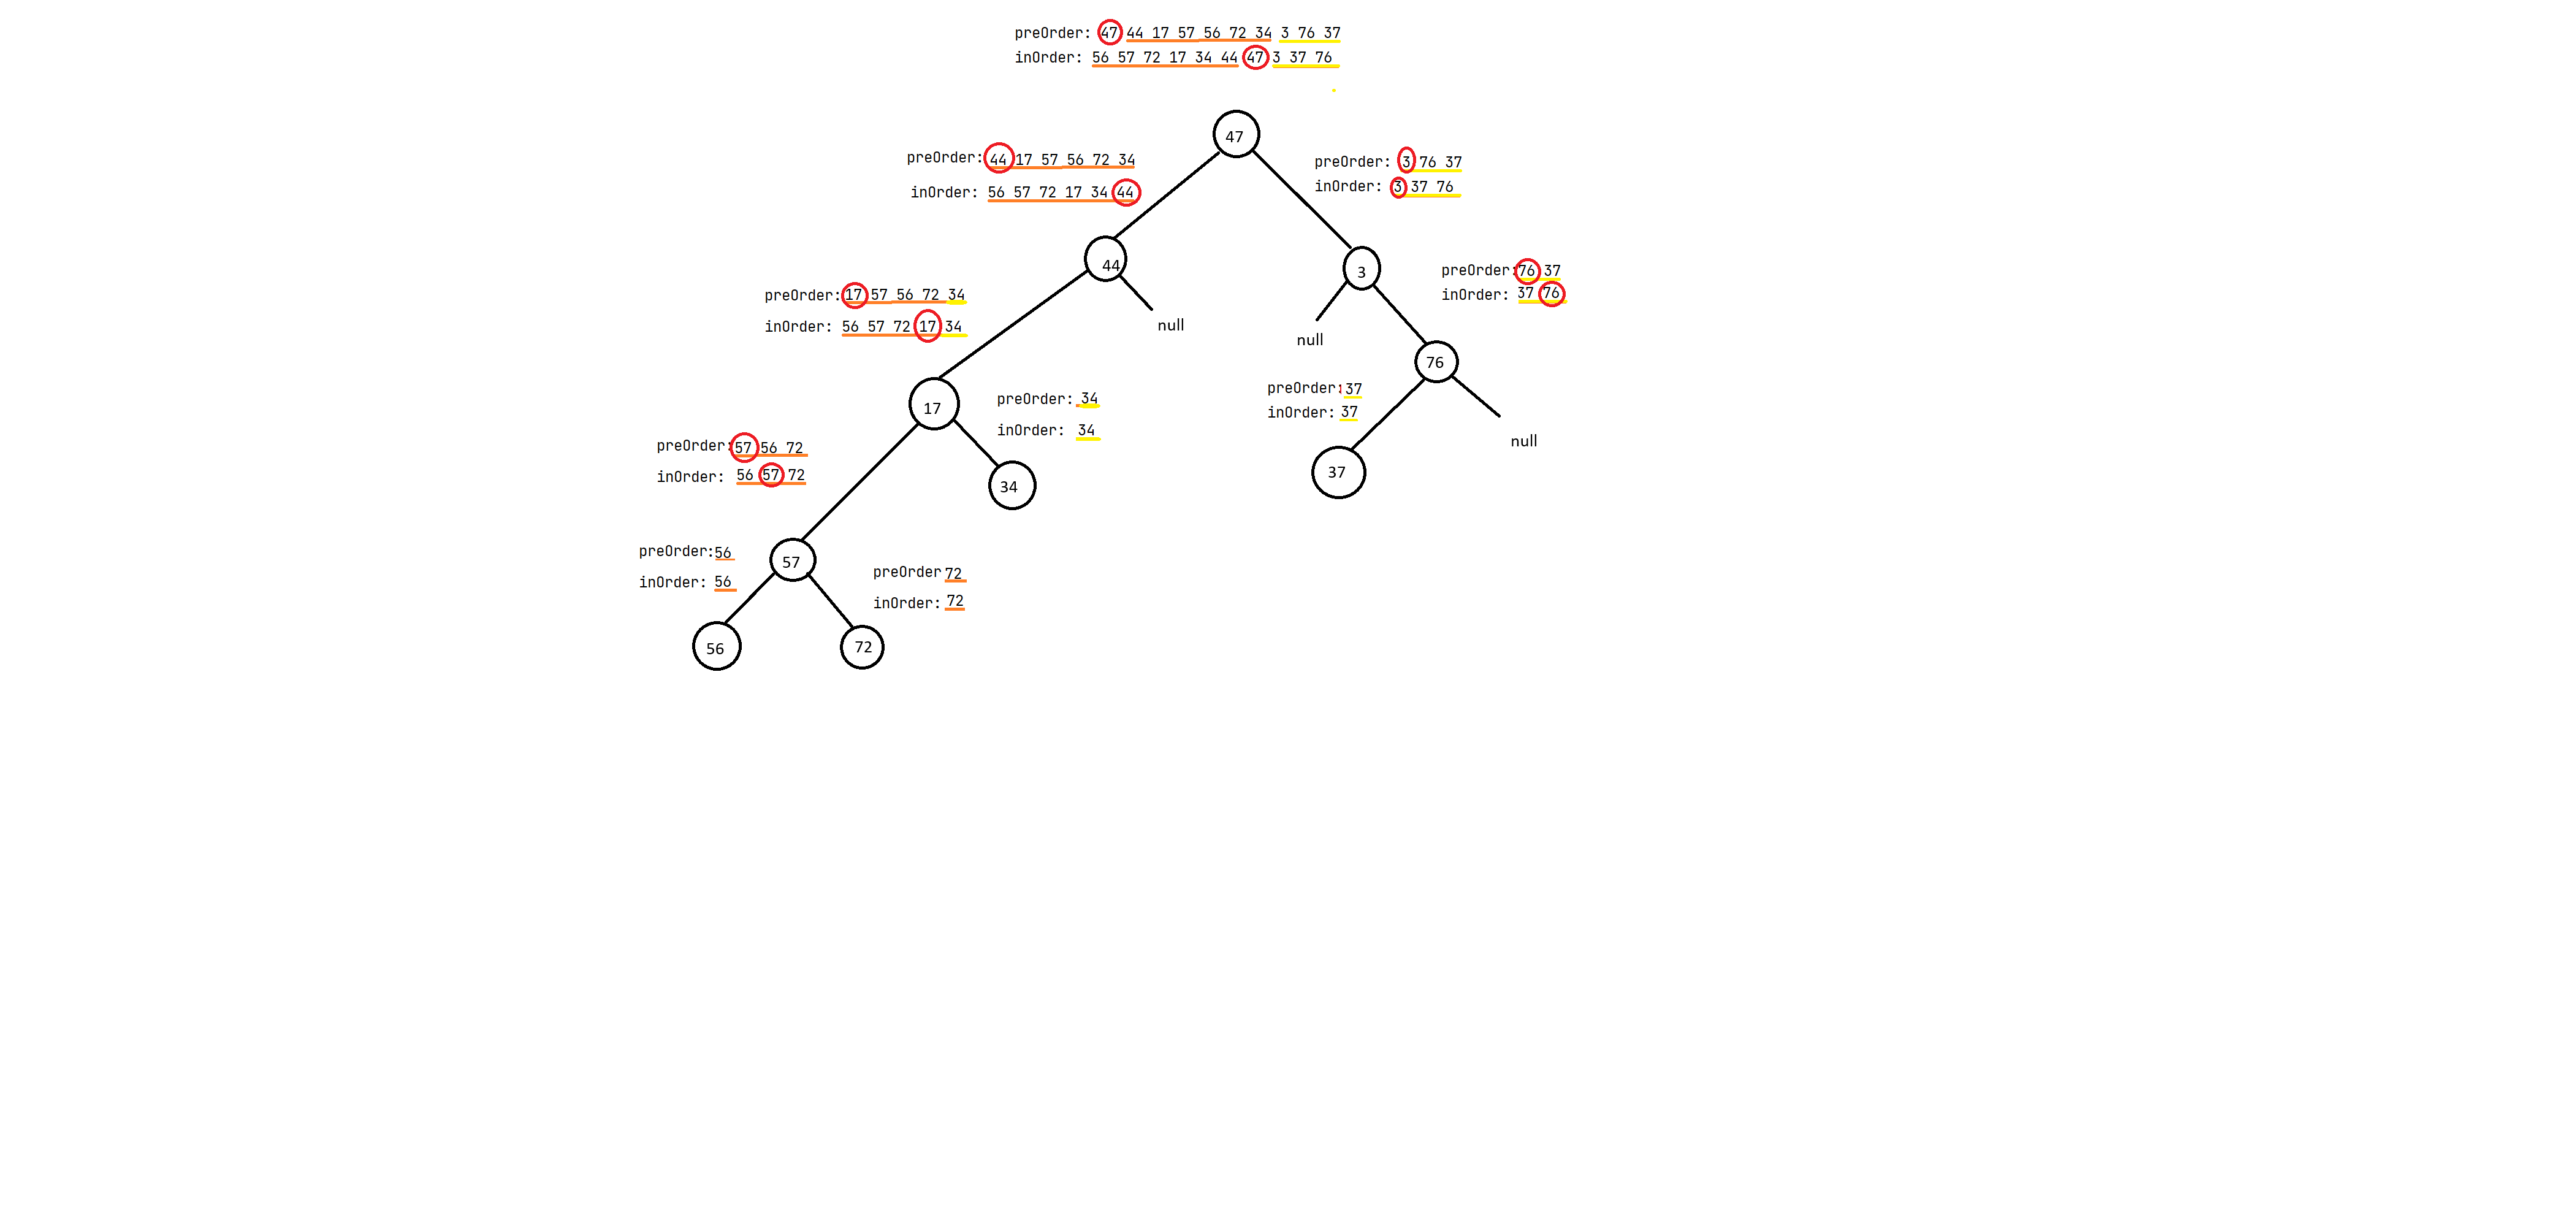 preOrder: 47 44 17 57 56 72 34 3 76 37
inOrder: 56 57 72 17 34 44 47 3 37 76
47
preOrder: 44 17 57 56 72 34
inOrder: 56 57 72 17 34 44
preOrder: 3 76 37
inOrder: 3 37 76
44
3
preOrder: 76 37
inOrder: 37 76
preOrder: 17 57 56 72 34
inOrder: 56 57 72 17 34
null
null
76
preOrder: 37
inOrder: 37
17
preOrder: 34
inOrder: 34
null
preOrder: 57 56 72
inOrder: 56 57 72
34
37
preOrder: 56
inOrder: 56
57
preOrder 72
inOrder: 72
56
72